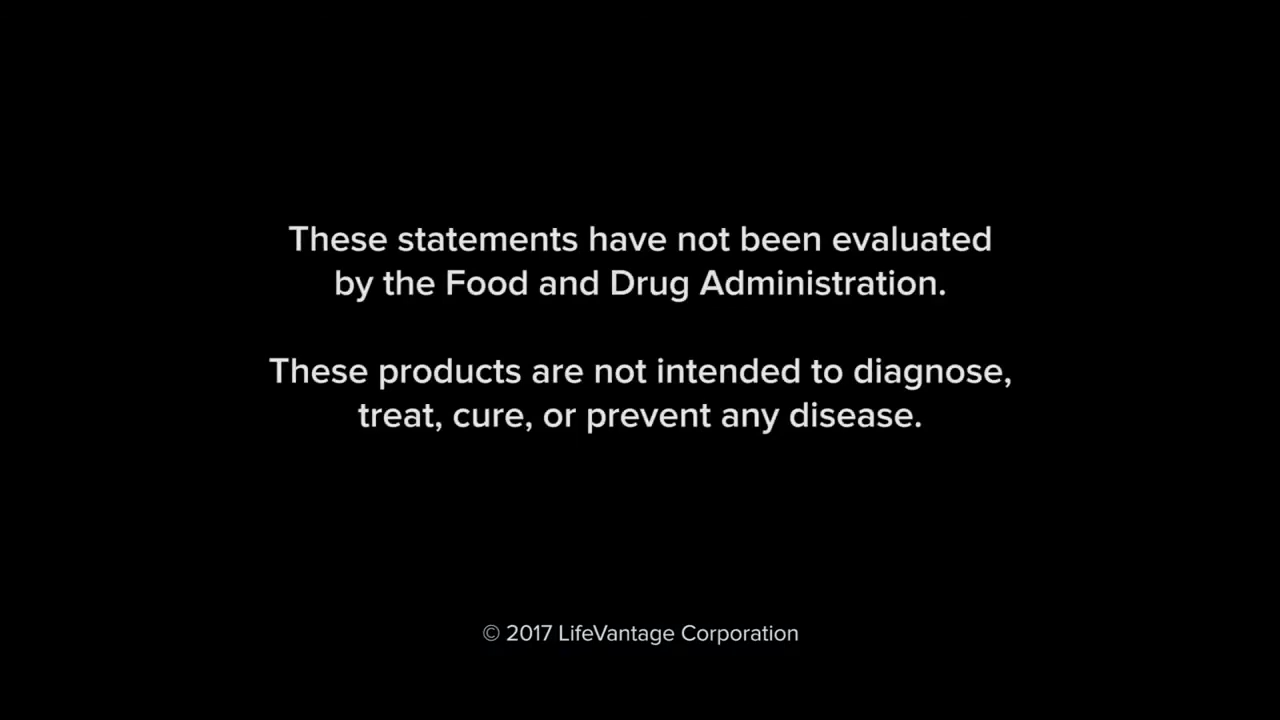 These statements have not been evaluated
by the Food and Drug Administration.
These products are not intended to diagnose,
treat, cure, or prevent any disease.
© 2017 LifeVantage Corporation